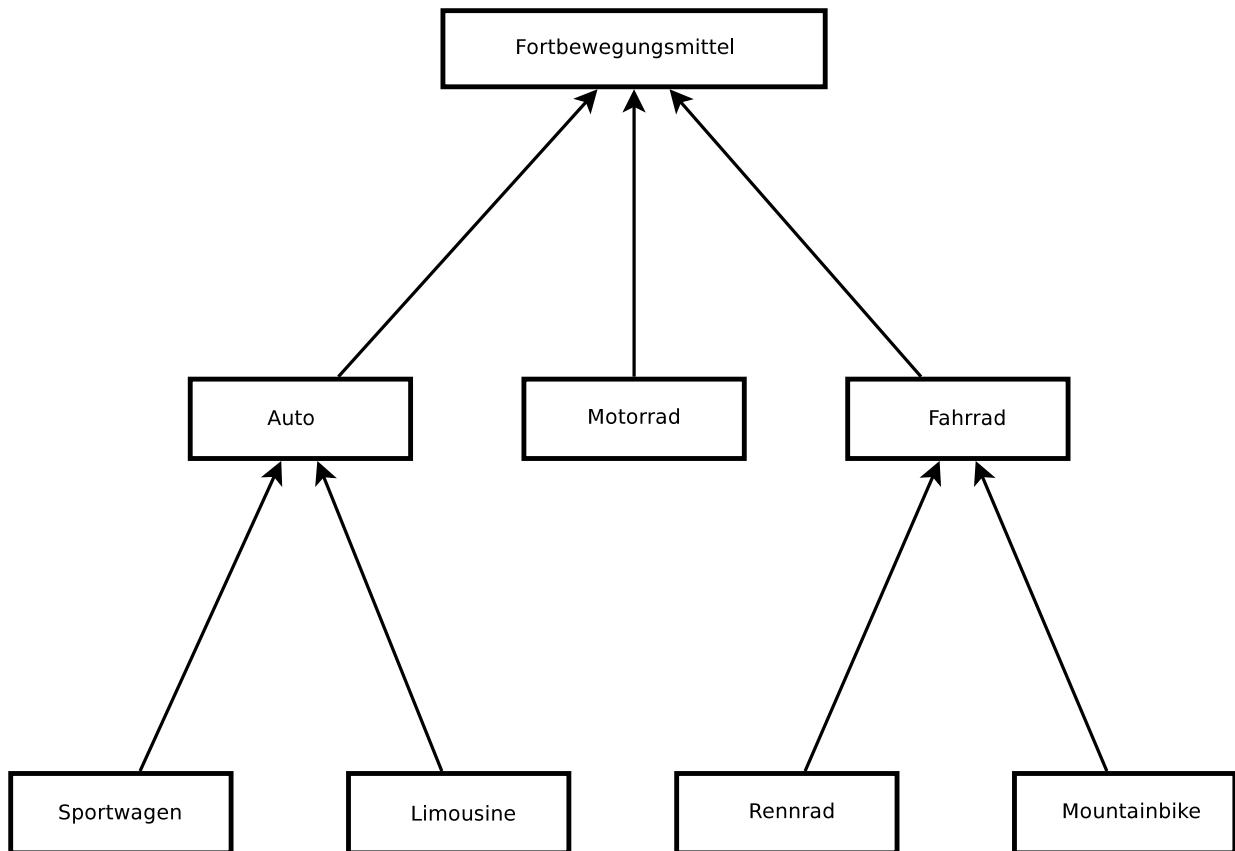 Fortbewegungsmittel
Auto
Motorrad
Fahrrad
Sportwagen
Limousine
Rennrad
Mountainbike